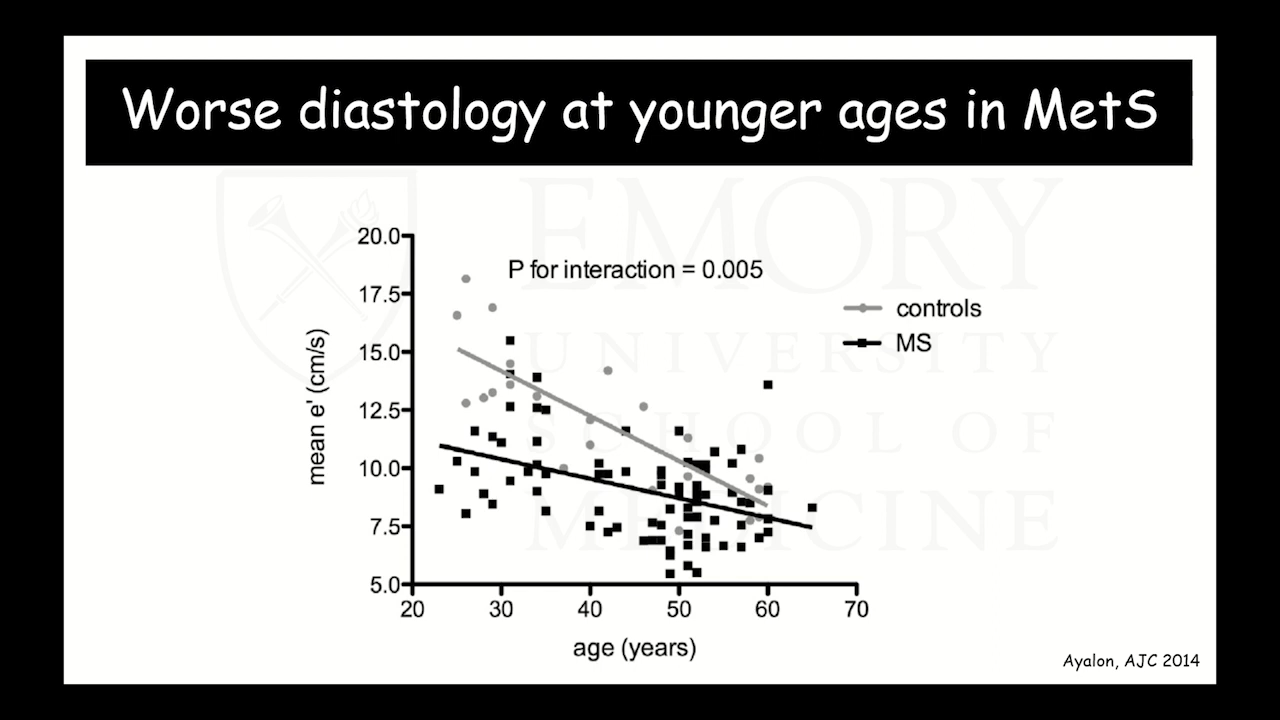 Worse diastology at younger ages in MetS
EMORY
UNIVERSITY
SCHOOL OF
MEDICINE
P for interaction = 0.005
controls
MS
mean e' (cm/s)
20.0
17.5
15.0
12.5
10.0
7.5
5.0
20 30 40 50 60 70
age (years)
Ayalon, AJC 2014